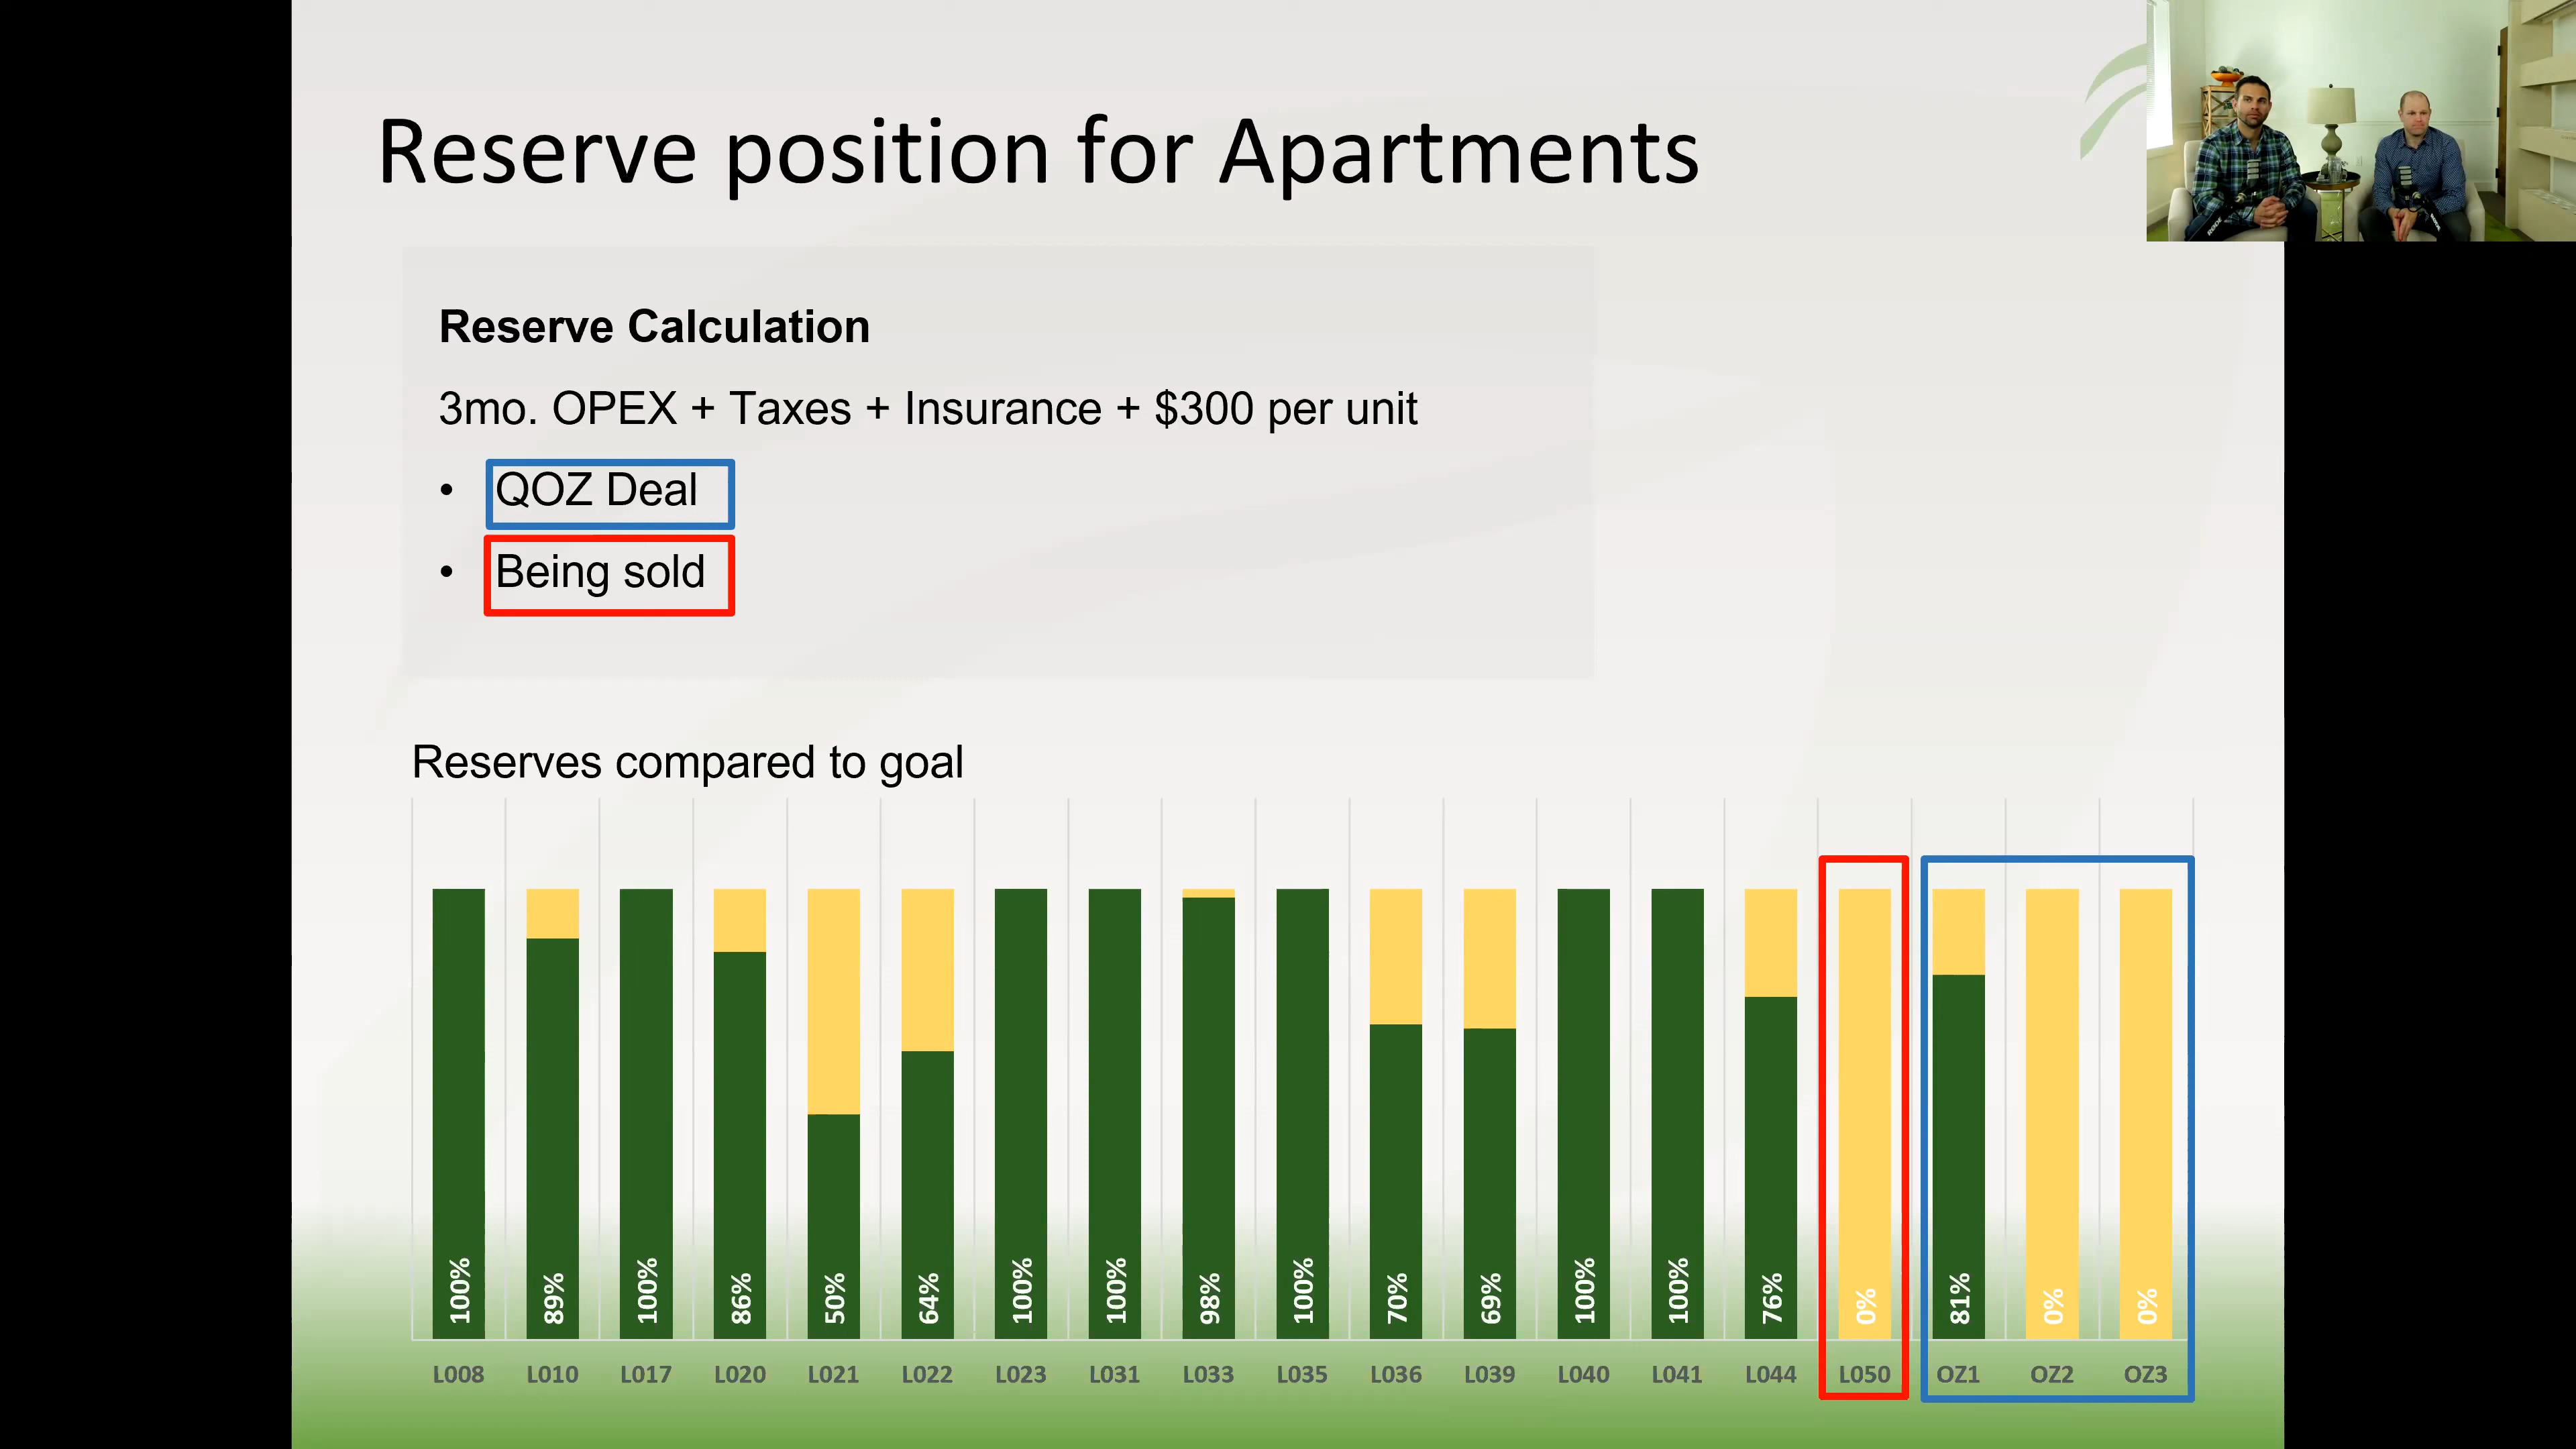 Reserve position for Apartments
Reserve Calculation
3mo. OPEX + Taxes + Insurance + $300 per unit
• QOZ Deal
• Being sold
Reserves compared to goal
100% 89% 100% 86% 50% 64% 100% 100% 98% 100% 70% 69% 100% 100% 76% 0% 81% 0% 0%
L008 L010 L017 L020 L021 L022 L023 L031 L033 L035 L036 L039 L040 L041 L044 L050 OZ1 OZ2 OZ3